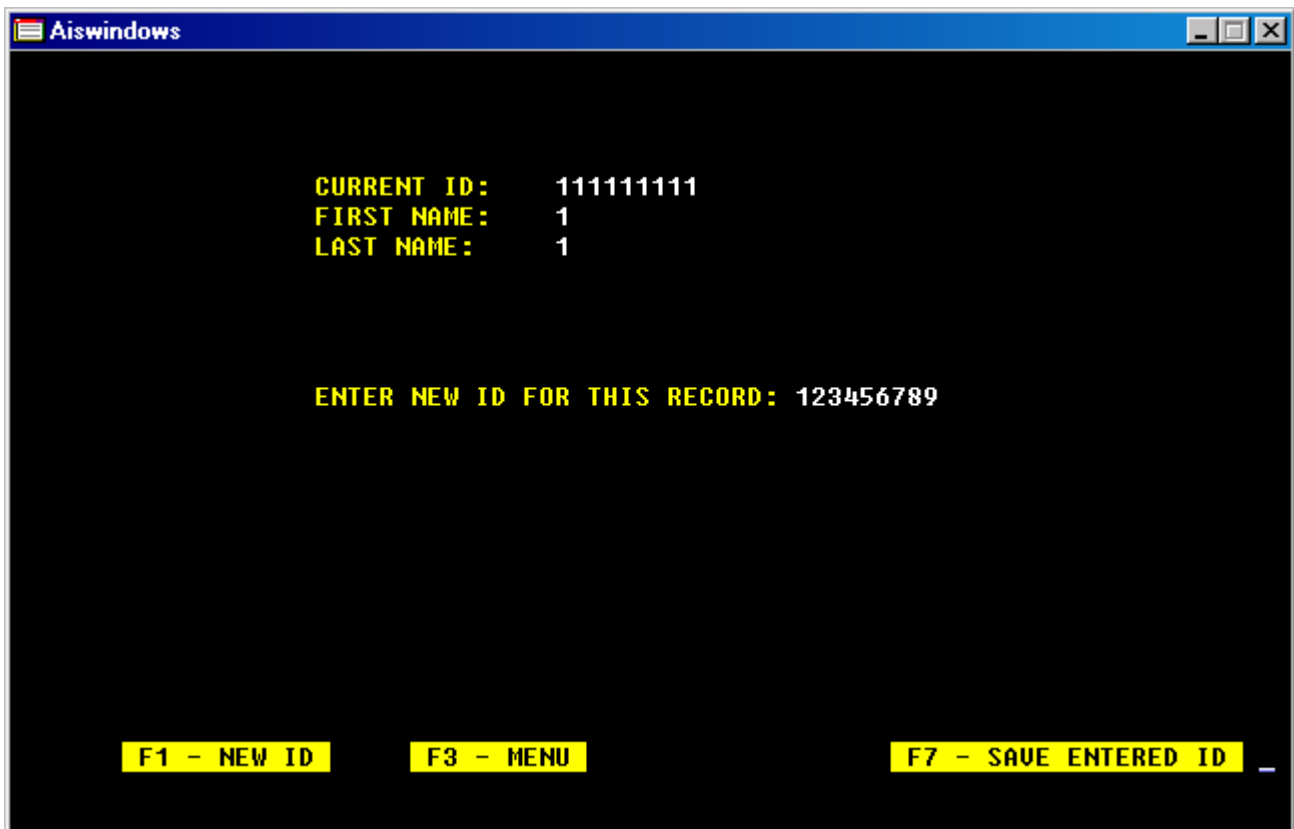 Aiswindows
CURRENT ID: 111111111
FIRST NAME: 1
LAST NAME: 1
ENTER NEW ID FOR THIS RECORD: 123456789
F1 - NEW ID F3 - MENU F7 - SAVE ENTERED ID _